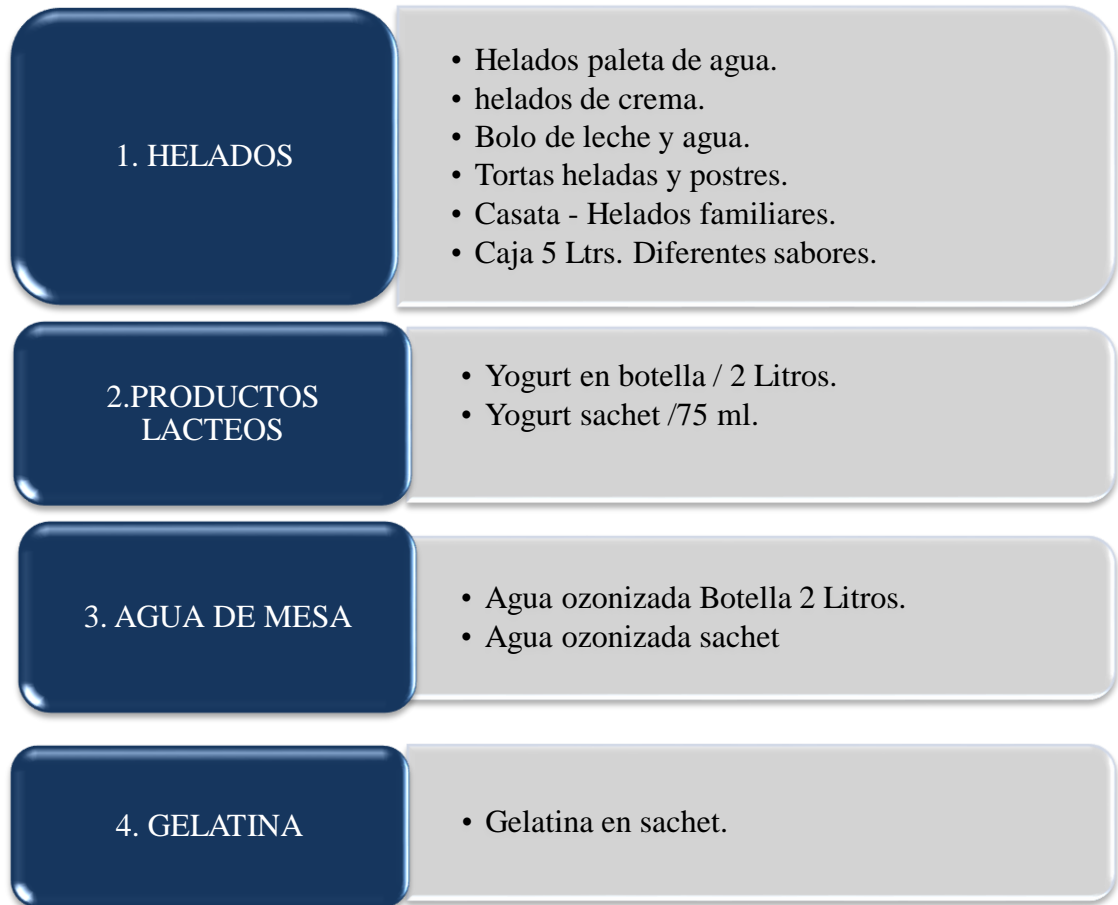 1. HELADOS
• Helados paleta de agua.
• helados de crema.
• Bolo de leche y agua.
• Tortas heladas y postres.
• Casata - Helados familiares.
• Caja 5 Ltrs. Diferentes sabores.
2.PRODUCTOS
LACTEOS
• Yogurt en botella / 2 Litros.
• Yogurt sachet /75 ml.
3. AGUA DE MESA
• Agua ozonizada Botella 2 Litros.
• Agua ozonizada sachet
4. GELATINA
• Gelatina en sachet.